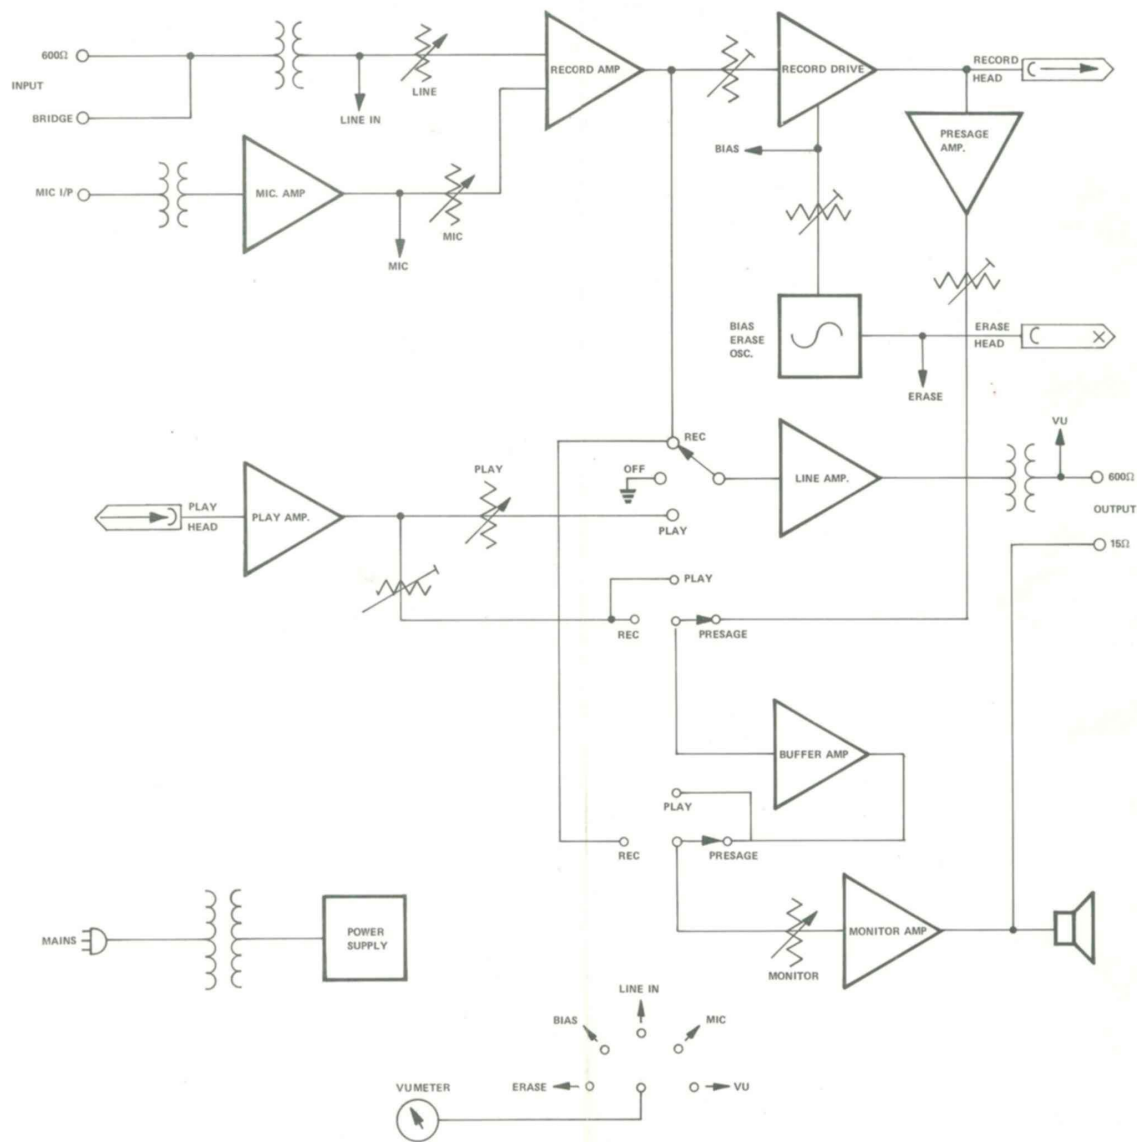 600Ω
INPUT
BRIDGE
LINE IN
LINE
RECORD AMP
RECORD DRIVE
RECORD
HEAD
PRESAGE
AMP.
BIAS
MIC I/P
MIC. AMP
MIC
MIC
BIAS
ERASE
OSC.
ERASE
HEAD
ERASE
VU
REC
OFF
PLAY
LINE AMP.
600Ω
OUTPUT
15Ω
PLAY
HEAD
PLAY AMP.
PLAY
PLAY
REC
PRESAGE
BUFFER AMP
PLAY
REC
PRESAGE
MAINS
POWER
SUPPLY
MONITOR AMP
MONITOR
LINE IN
BIAS
MIC
ERASE
VU
VUMETER